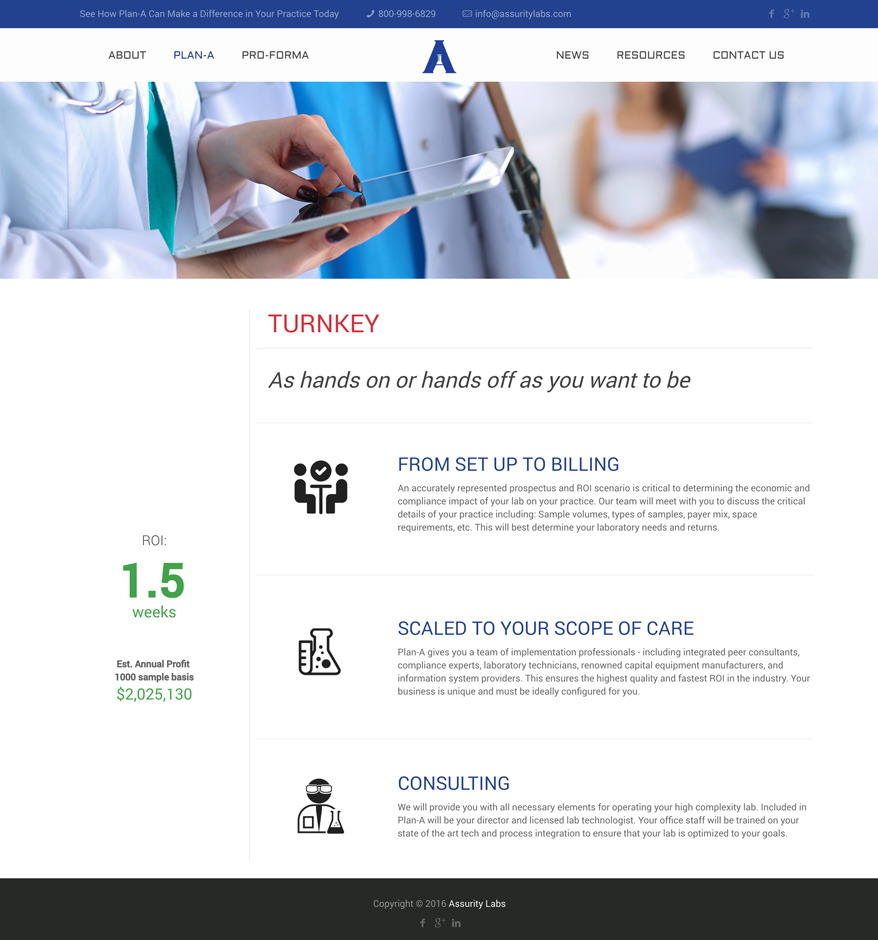 See How Plan-A Can Make a Difference in Your Practice Today 800-998-6829 info@assuritylabs.com
ABOUT PLAN-A PRO-FORMA NEWS RESOURCES CONTACT US
TURNKEY
As hands on or hands off as you want to be
FROM SET UP TO BILLING
An accurately represented prospectus and ROI scenario is critical to determining the economic and
compliance impact of your lab on your practice. Our team will meet with you to discuss the critical
details of your practice including: Sample volumes, types of samples, payer mix, space
requirements, etc. This will best determine your laboratory needs and returns.
ROI:
1.5
weeks
Est. Annual Profit
1000 sample basis
$2,025,130
SCALED TO YOUR SCOPE OF CARE
Plan-A gives you a team of implementation professionals - including integrated peer consultants,
compliance experts, laboratory technicians, renowned capital equipment manufacturers, and
information system providers. This ensures the highest quality and fastest ROI in the industry. Your
business is unique and must be ideally configured for you.
CONSULTING
We will provide you with all necessary elements for operating your high complexity lab. Included in
Plan-A will be your director and licensed lab technologist. Your office staff will be trained on your
state of the art tech and process integration to ensure that your lab is optimized to your goals.
Copyright © 2016 Assurity Labs